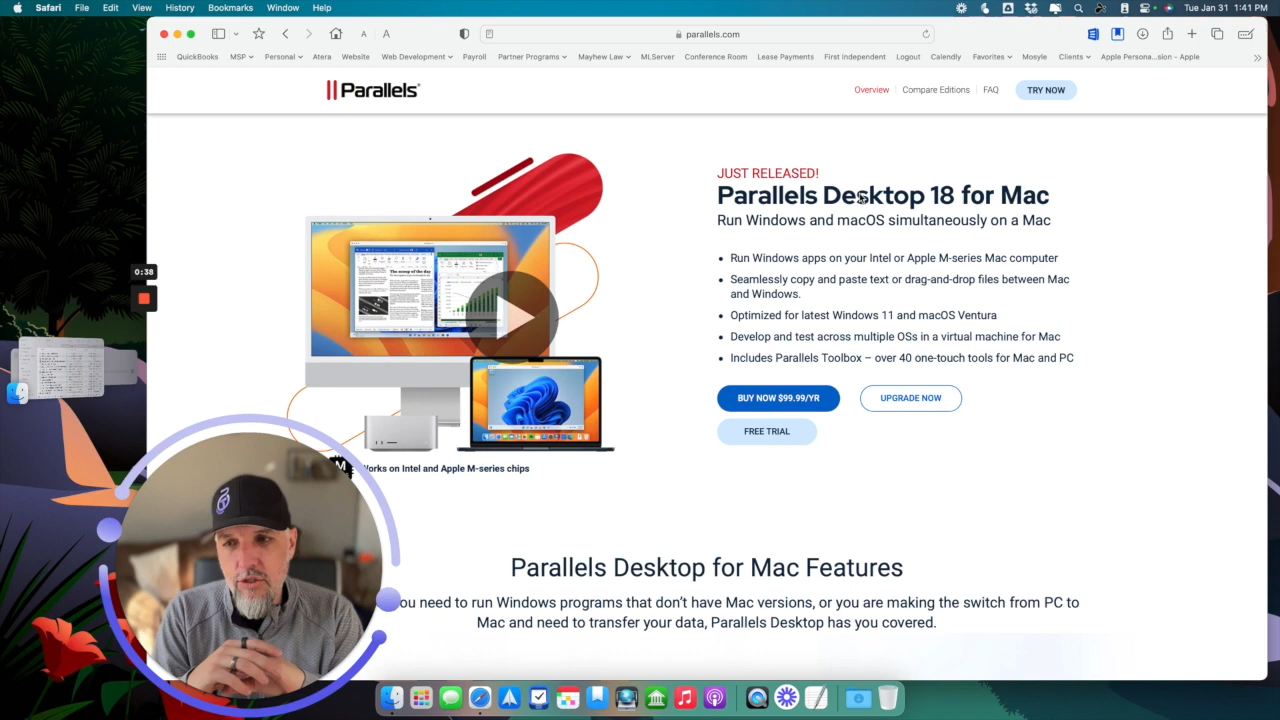 Safari File Edit View History Bookmarks Window Help
Tue Jan 31 1:41 PM
A A
parallels.com
QuickBooks MSP Personal Atera Website Web Development Payroll Partner Programs Mayhew Law MLServer Conference Room Lease Payments First Independent Logout Calendly Favorites Mosyle Clients Apple Persona...sion - Apple
Parallels
Overview Compare Editions FAQ TRY NOW
JUST RELEASED!
Parallels Desktop 18 for Mac
Run Windows and macOS simultaneously on a Mac
Run Windows apps on your Intel or Apple M-series Mac computer
Seamlessly copy and paste text or drag-and-drop files between Mac
and Windows.
Optimized for latest Windows 11 and macOS Ventura
Develop and test across multiple OSs in a virtual machine for Mac
Includes Parallels Toolbox – over 40 one-touch tools for Mac and PC
BUY NOW $99.99/YR UPGRADE NOW
FREE TRIAL
0:38
The scoop of the day
M
orks on Intel and Apple M-series chips
Parallels Desktop for Mac Features
ou need to run Windows programs that don't have Mac versions, or you are making the switch from PC to
Mac and need to transfer your data, Parallels Desktop has you covered.